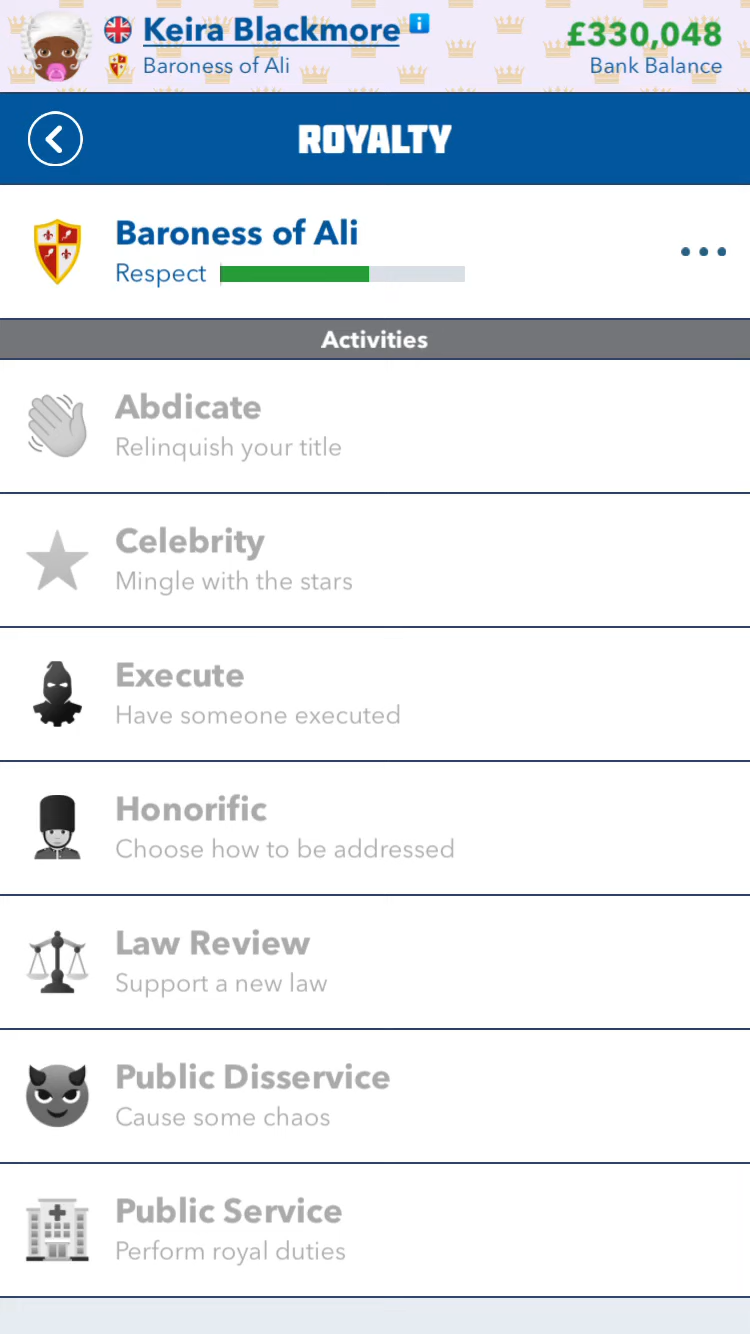 Keira Blackmore i
£330,048
Baroness of Ali
Bank Balance
ROYALTY
Baroness of Ali
Respect
Activities
Abdicate
Relinquish your title
Celebrity
Mingle with the stars
Execute
Have someone executed
Honorific
Choose how to be addressed
Law Review
Support a new law
Public Disservice
Cause some chaos
Public Service
Perform royal duties